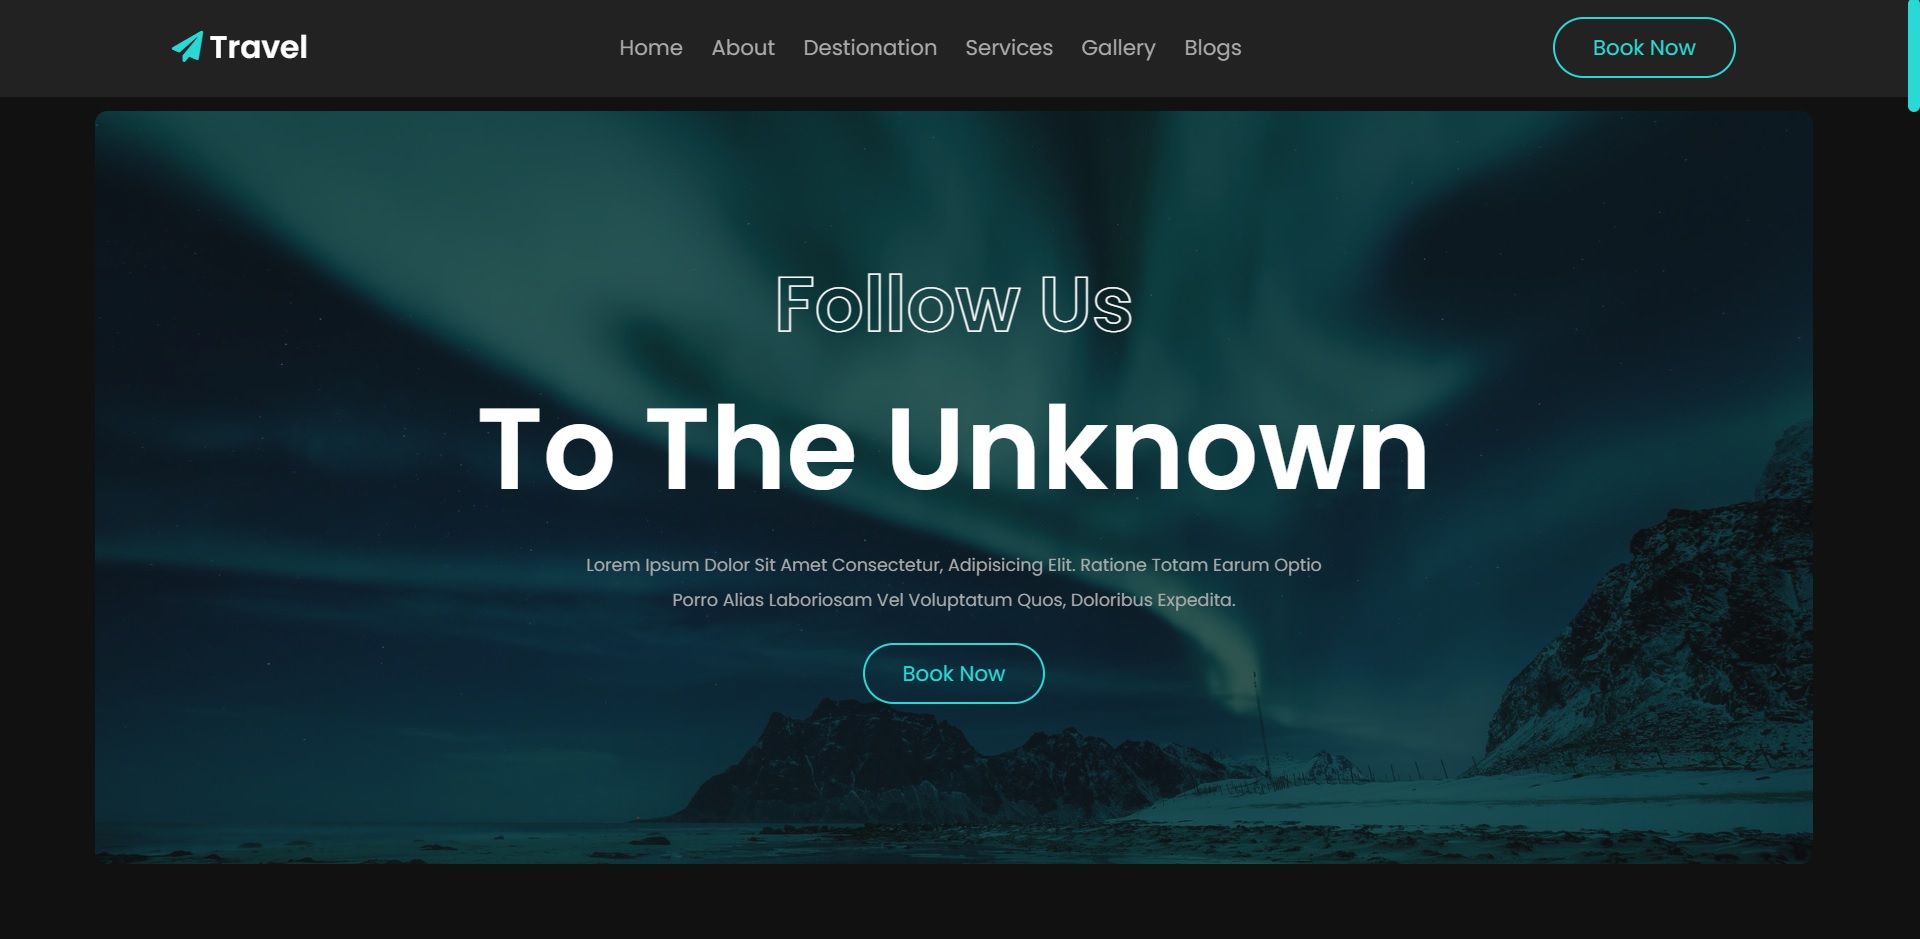 Travel
Home About Destionation Services Gallery Blogs
Book Now
Follow Us
To The Unknown
Lorem Ipsum Dolor Sit Amet Consectetur, Adipisicing Elit. Ratione Totam Earum Optio
Porro Alias Laboriosam Vel Voluptatum Quos, Doloribus Expedita.
Book Now